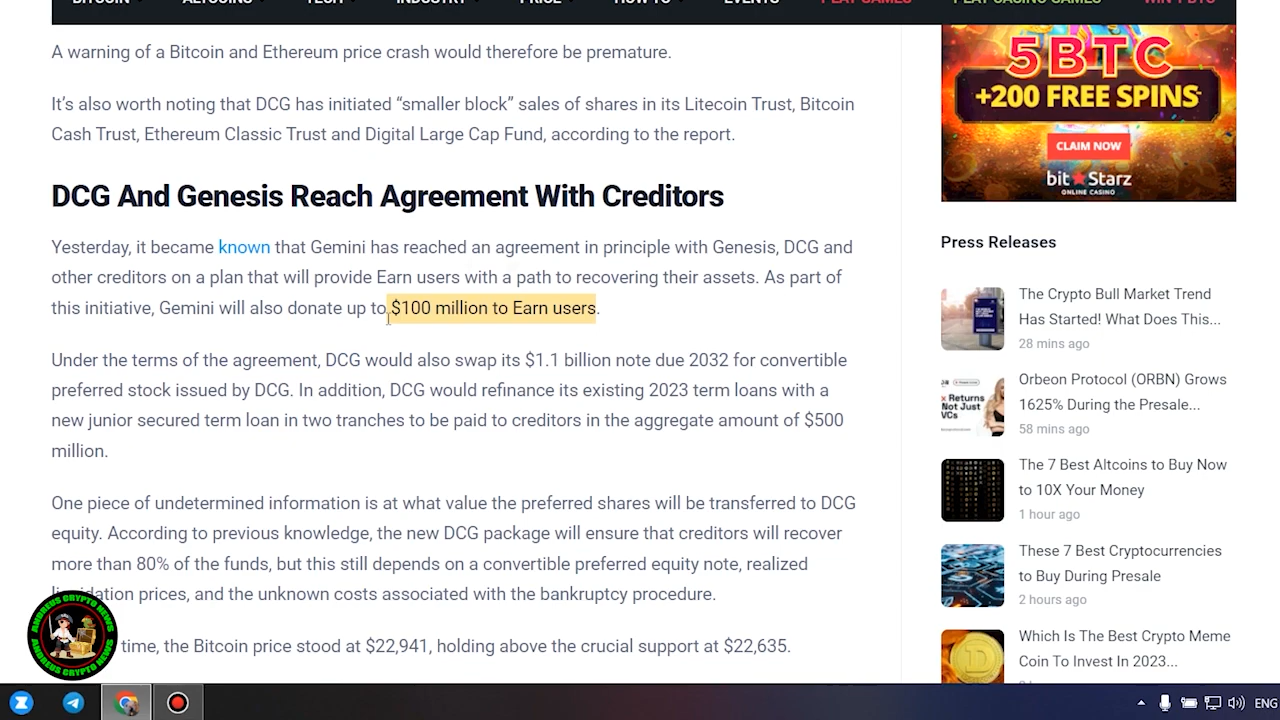 BITCOIN
ALTCOINS
TECH
INDUSTRY
PRICE
HOW TO
EVENTS
PLAY GAMES
PLAY CASINO GAMES
WIN 1 BTC
A warning of a Bitcoin and Ethereum price cash would therefore be premature.
It’s also worth noting that DCG has initiated “smaller block” sales of shares in its Litecoin Trust, Bitcoin
Cash Trust, Ethereum Classic Trust and Digital Large Cap Fund, according to the report.
DCG And Genesis Reach Agreement With Creditors
Yesterday, it became known that Gemini has reached an agreement in principle with Genesis, DCG and
other creditors on a plan that will provide Earn users with a path to recovering their assets. As part of
this initiative, Gemini will also donate up to $100 million to Earn users.
Under the terms of the agreement, DCG would also swap its $1.1 billion note due 2032 for convertible
preferred stock issued by DCG. In addition, DCG would refinance its existing 2023 term loans with a
new junior secured term loan in two tranches to be paid to creditors in the aggregate amount of $500
million.
One piece of undetermined information is at what value the preferred shares will be transferred to DCG
equity. According to previous knowledge, the new DCG package will ensure that creditors will recover
more than 80% of the funds, but this still depends on a convertible preferred equity note, realized
liquidation prices, and the unknown costs associated with the bankruptcy procedure.
time, the Bitcoin price stood at $22,941, holding above the crucial support at $22,635.
ANDREUS CRYPTO NEWS
ANDREUS CRYPTO NEWS
5 BTC
+200 FREE SPINS
CLAIM NOW
bitStarz
ONLINE CASINO
Press Releases
The Crypto Bull Market Trend
Has Started! What Does This...
28 mins ago
Orbeon Protocol (ORBN) Grows
1625% During the Presale...
58 mins ago
x Returns
Not Just
VCs
The 7 Best Altcoins to Buy Now
to 10X Your Money
1 hour ago
These 7 Best Cryptocurrencies
to Buy During Presale
2 hours ago
Which Is The Best Crypto Meme
Coin To Invest In 2023...
ENG